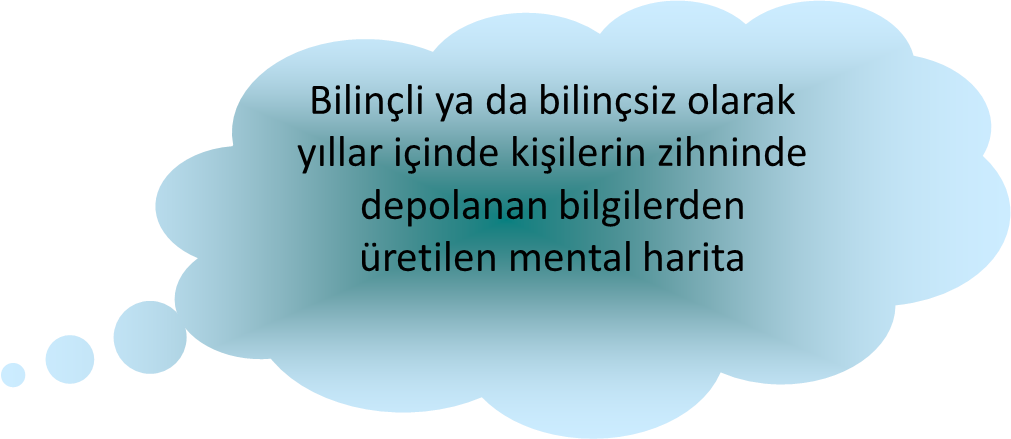 Bilinçli ya da bilinçsiz olarak
yıllar içinde kişilerin zihninde
depolanan bilgilerden
üretilen mental harita